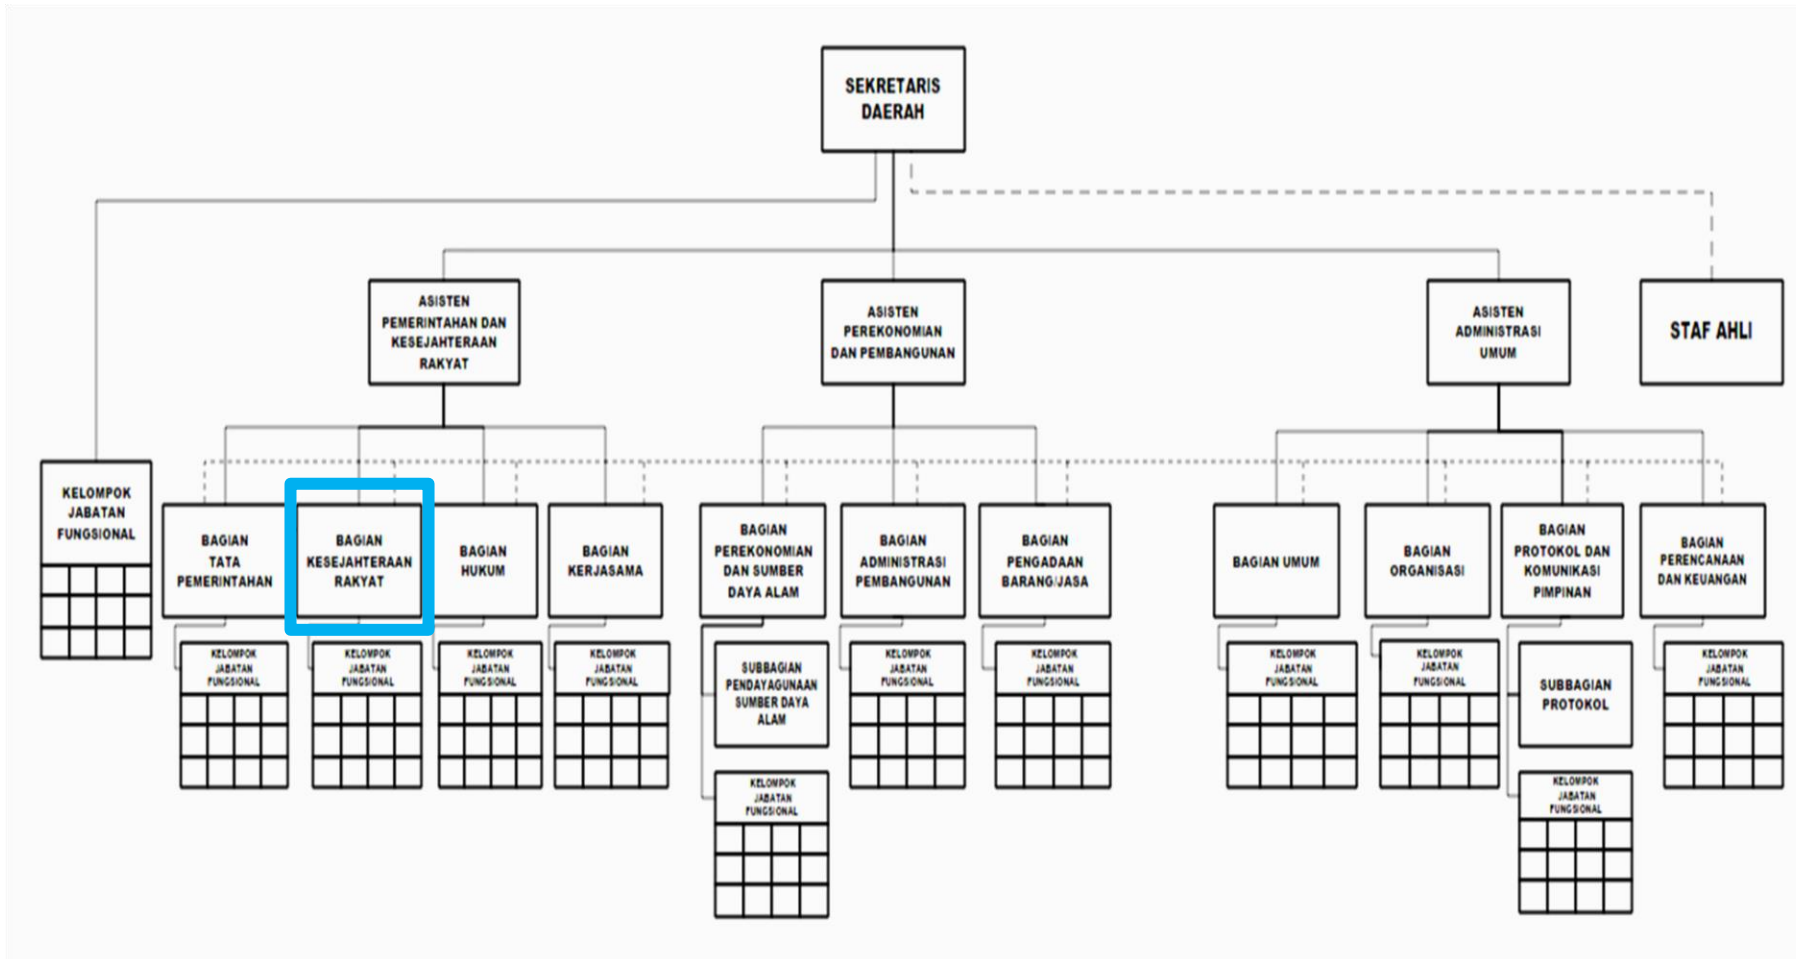 SEKRETARIS
DAERAH
ASISTEN
PEMERINTAHAN DAN
KESEJAHTERAAN
RAKYAT
ASISTEN
PEREKONOMIAN
DAN PEMBANGUNAN
ASISTEN
ADMINISTRASI
UMUM
STAF AHLI
KELOMPOK
JABATAN
FUNGSIONAL
BAGIAN
TATA
PEMERINTAHAN
BAGIAN
KESEJAHTERAAN
RAKYAT
BAGIAN
HUKUM
BAGIAN
KERJASAMA
BAGIAN
PEREKONOMIAN
DAN SUMBER
DAYA ALAM
BAGIAN
ADMINISTRASI
PEMBANGUNAN
BAGIAN
PENGADAAN
BARANG/JASA
BAGIAN UMUM
BAGIAN
ORGANISASI
BAGIAN
PROTOKOL DAN
KOMUNIKASI
PIMPINAN
BAGIAN
PERENCANAAN
DAN KEUANGAN
KELOMPOK
JABATAN
FUNGSIONAL
KELOMPOK
JABATAN
FUNGSIONAL
KELOMPOK
JABATAN
FUNGSIONAL
KELOMPOK
JABATAN
FUNGSIONAL
SUBBAGIAN
PENDAYAGUNAAN
SUMBER DAYA
ALAM
KELOMPOK
JABATAN
FUNGSIONAL
KELOMPOK
JABATAN
FUNGSIONAL
KELOMPOK
JABATAN
FUNGSIONAL
KELOMPOK
JABATAN
FUNGSIONAL
SUBBAGIAN
PROTOKOL
KELOMPOK
JABATAN
FUNGSIONAL
KELOMPOK
JABATAN
FUNGSIONAL
KELOMPOK
JABATAN
FUNGSIONAL